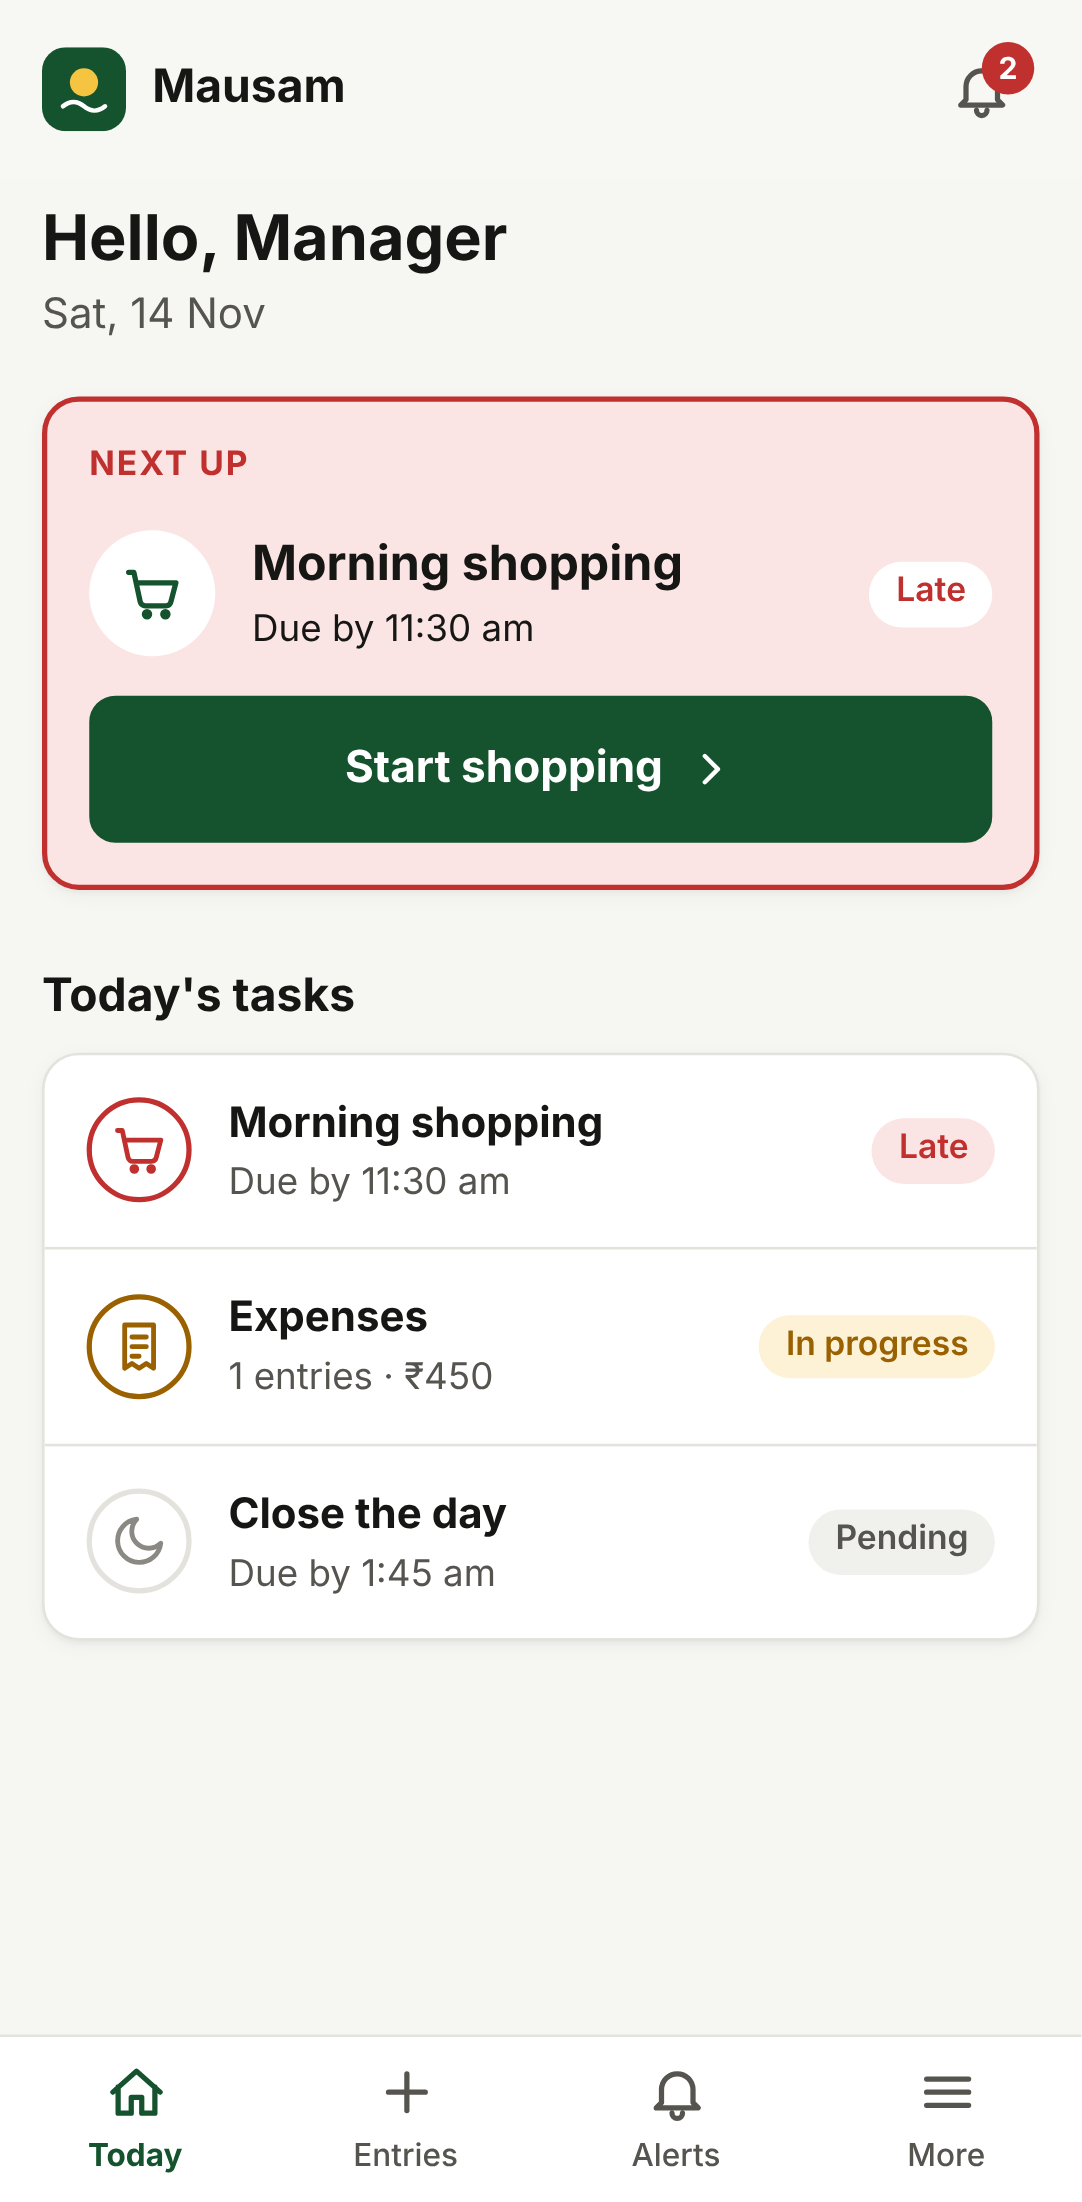 Mausam
2
Hello, Manager
Sat, 14 Nov
NEXT UP
Morning shopping
Due by 11:30 am
Late
Start shopping
Today's tasks
Morning shopping
Due by 11:30 am
Late
Expenses
1 entries · ₹450
In progress
Close the day
Due by 1:45 am
Pending
Today
Entries
Alerts
More